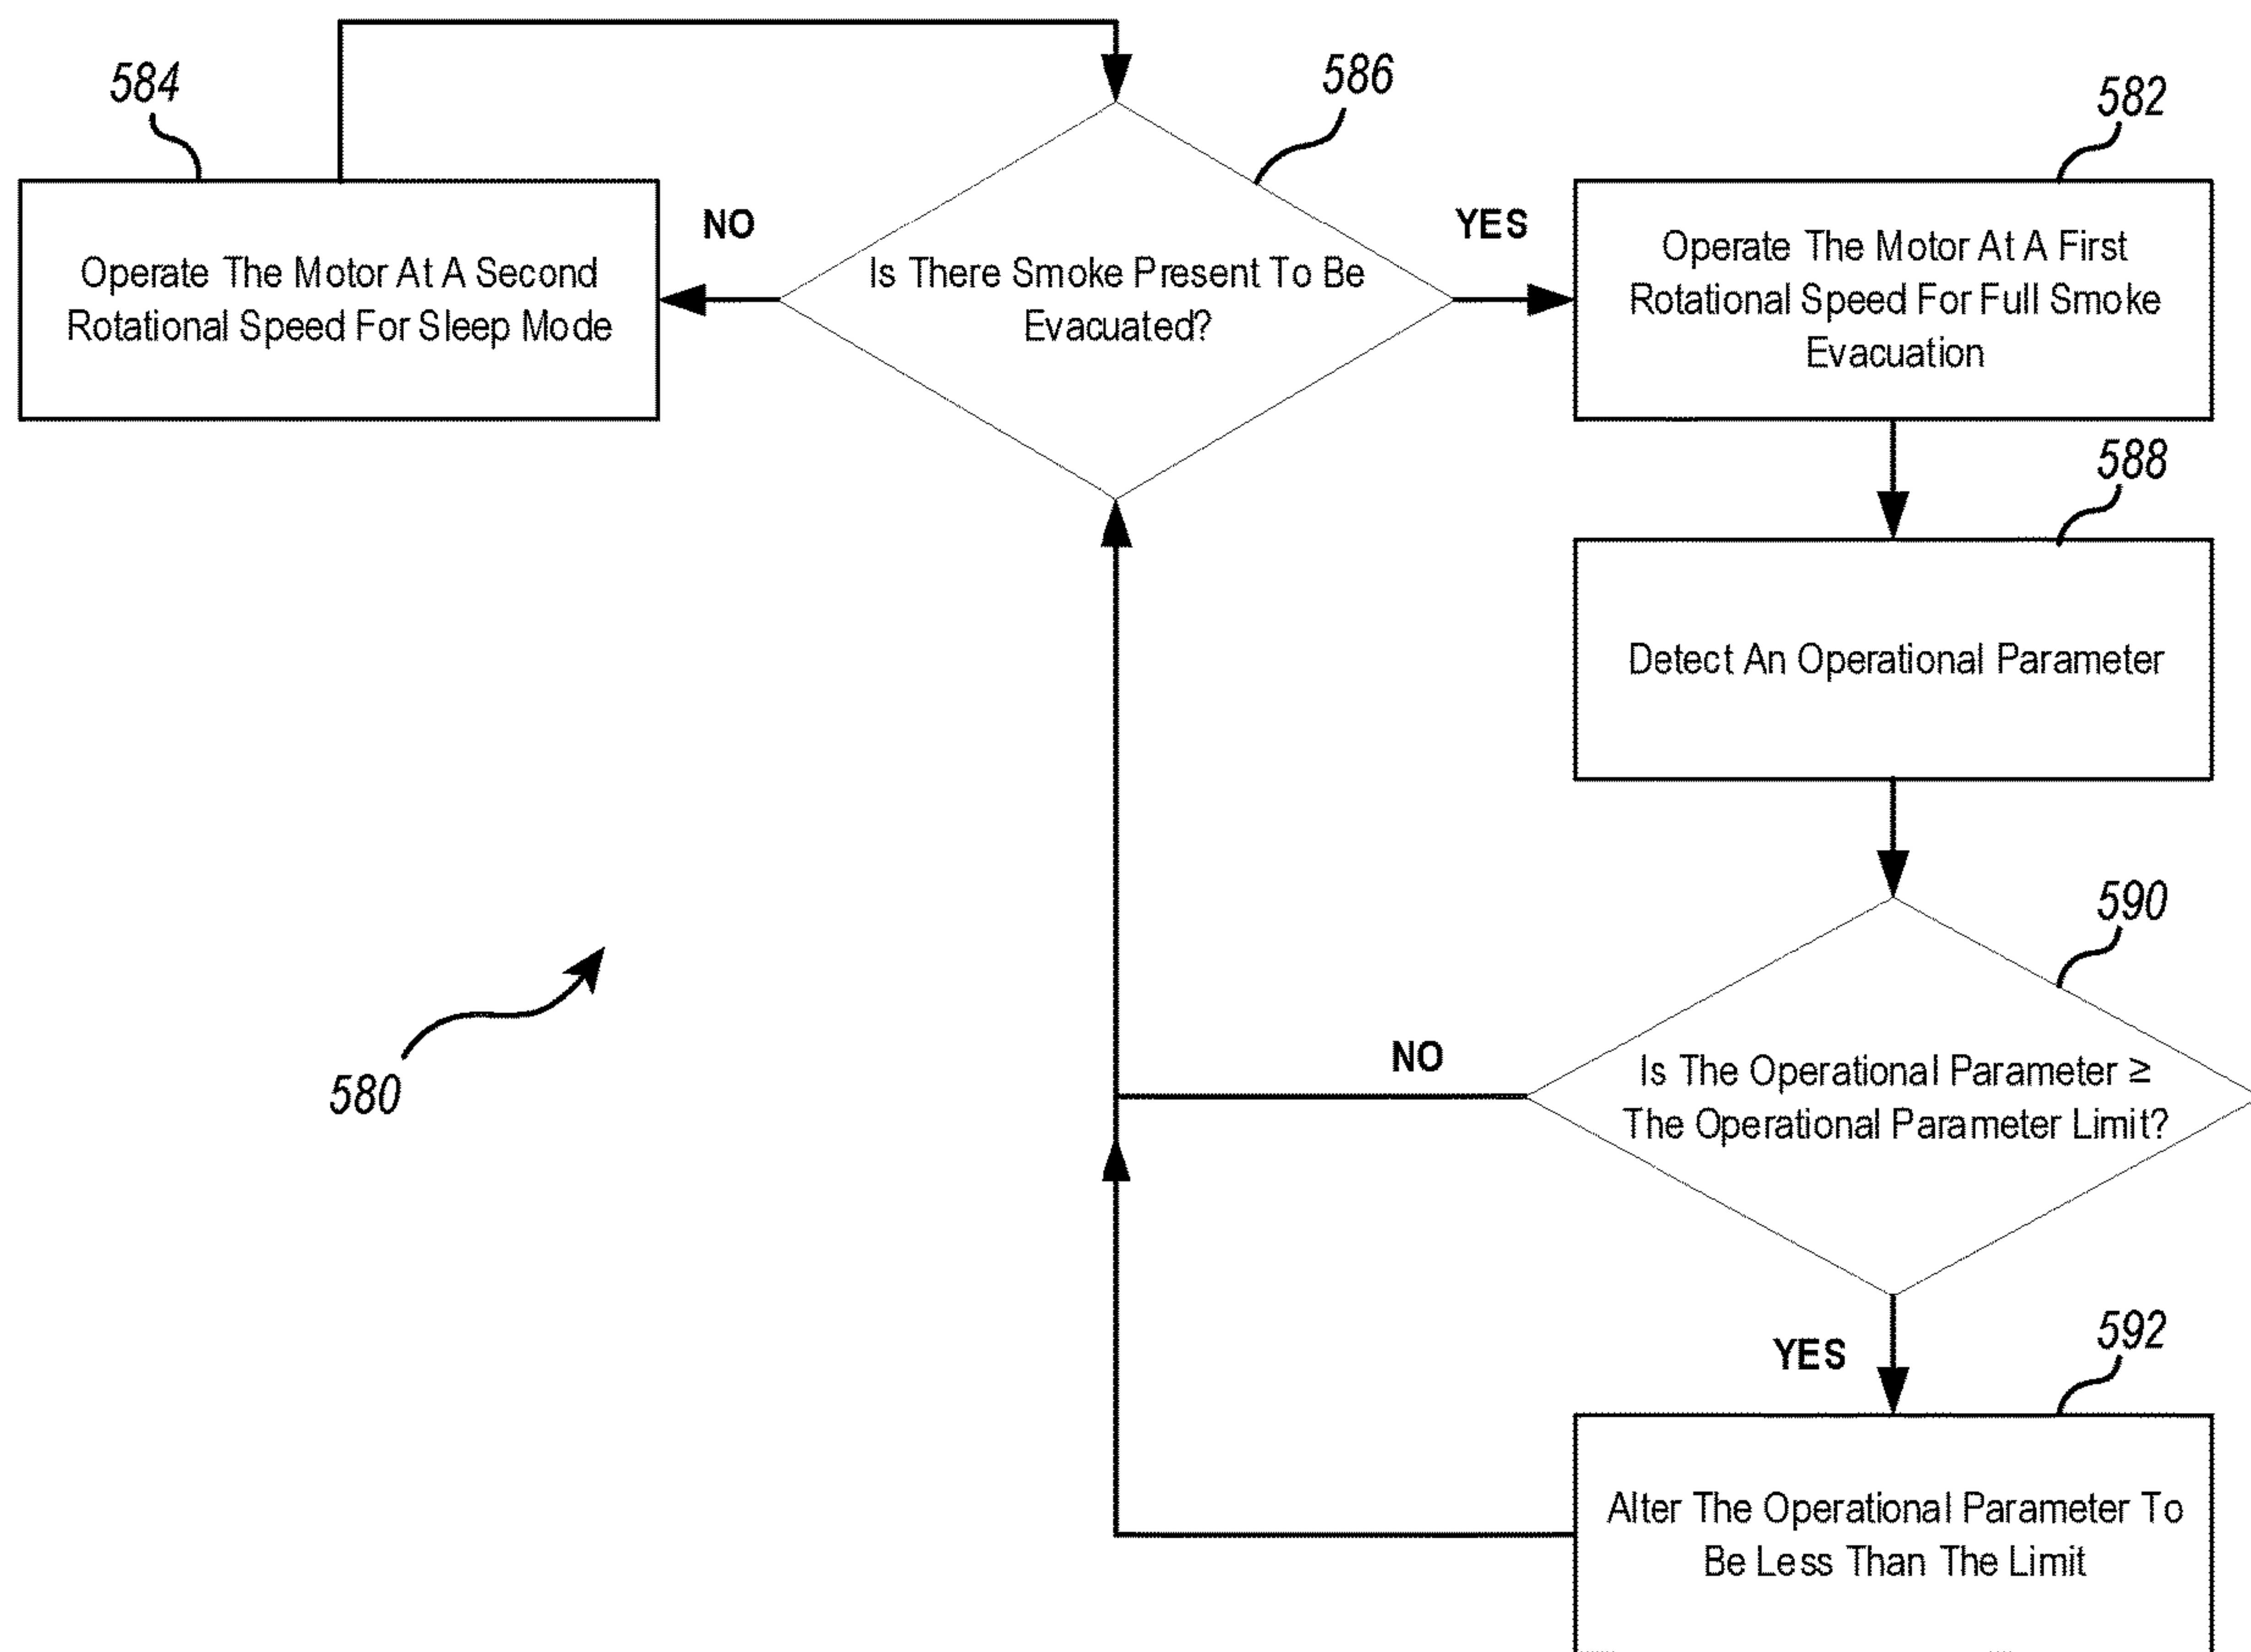 584
586
582
NO
YES
Operate The Motor At A Second
Rotational Speed For Sleep Mode
Is There Smoke Present To Be
Evacuated?
Operate The Motor At A First
Rotational Speed For Full Smoke
Evacuation
588
Detect An Operational Parameter
590
580
NO
Is The Operational Parameter ≥
The Operational Parameter Limit?
YES
592
Alter The Operational Parameter To
Be Less Than The Limit